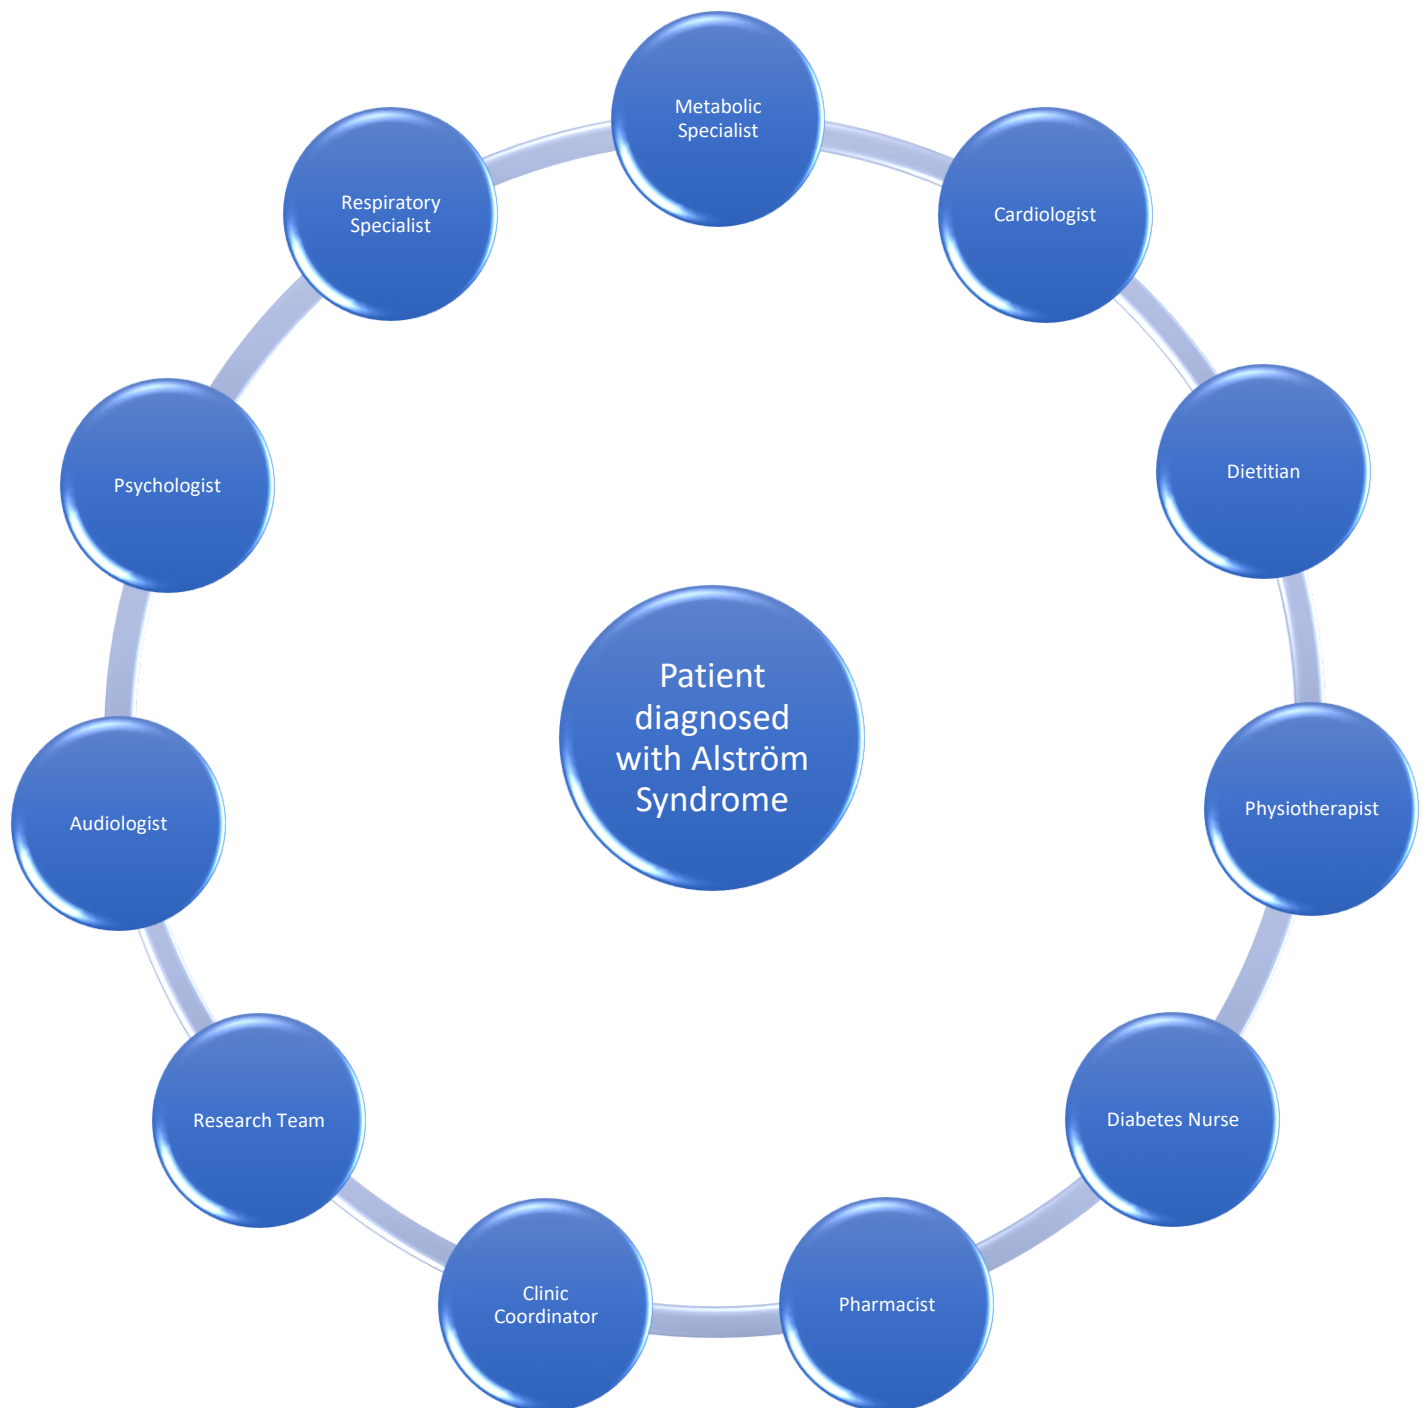 Metabolic
Specialist
Cardiologist
Dietitian
Physiotherapist
Diabetes Nurse
Pharmacist
Clinic
Coordinator
Research Team
Audiologist
Psychologist
Respiratory
Specialist
Patient
diagnosed
with Alström
Syndrome